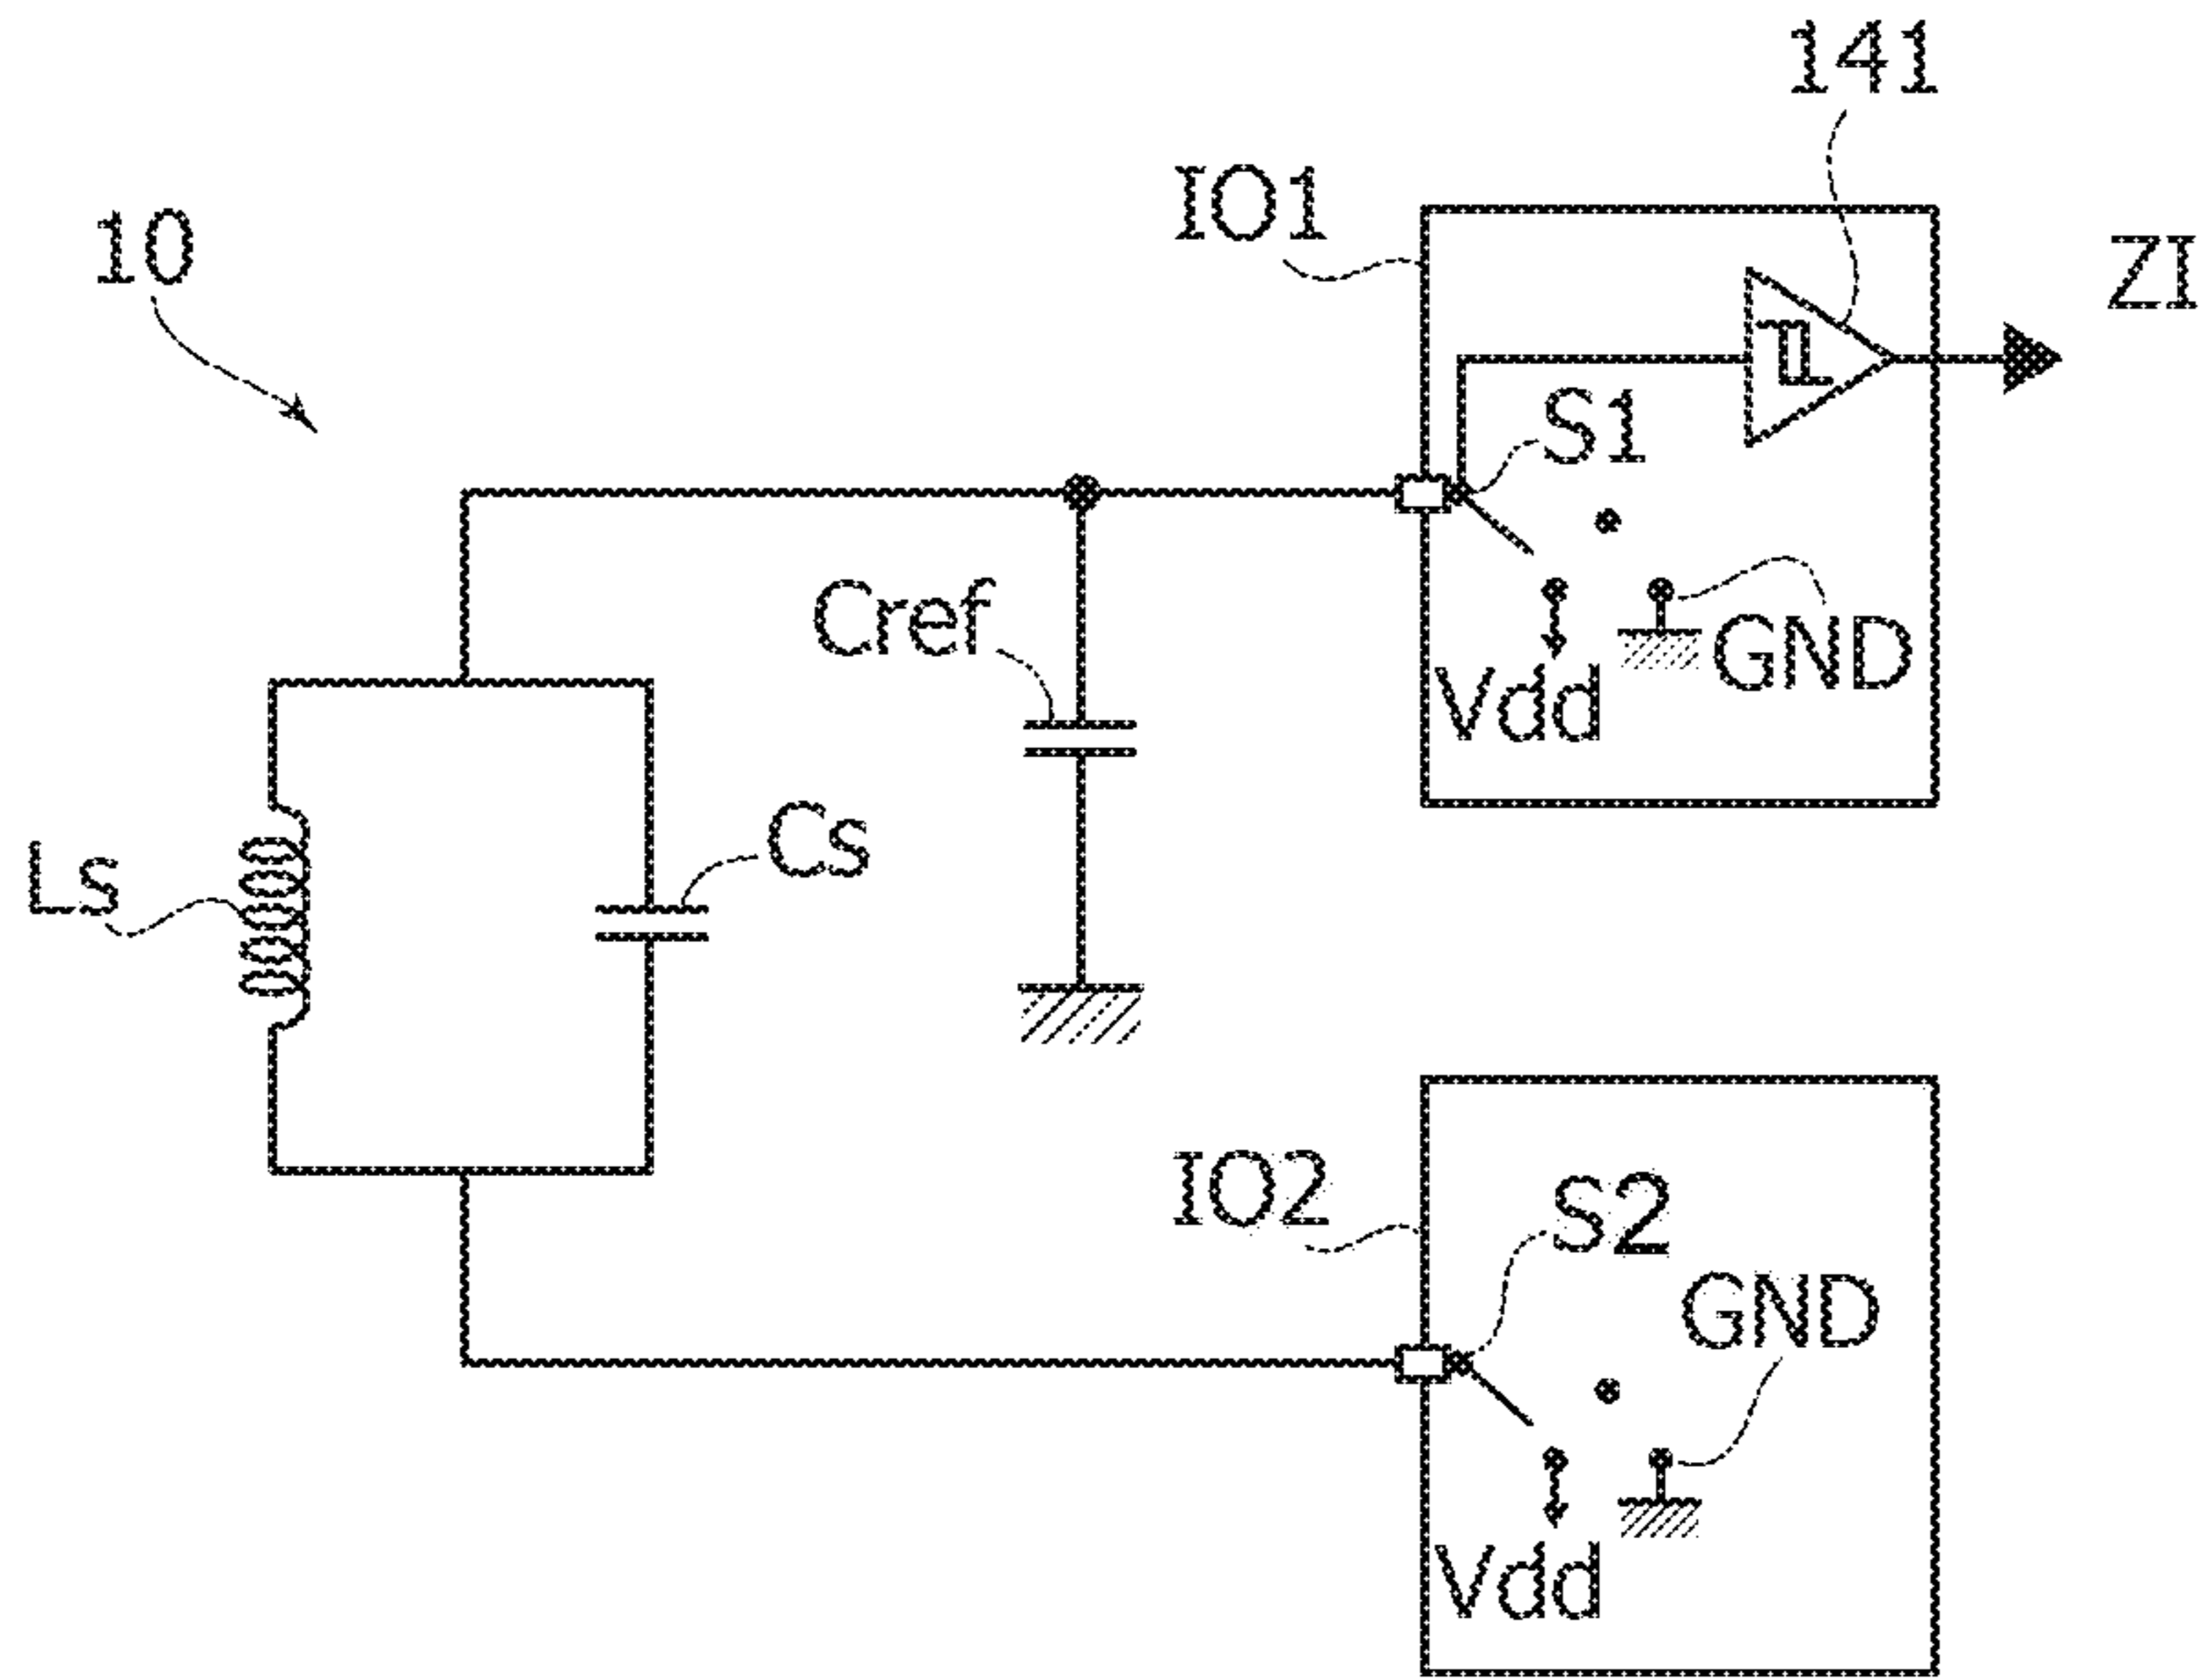 141
IO1
10
ZI
S1
Cref
GND
Vdd
Cs
Ls
IO2
S2
GND
Vdd